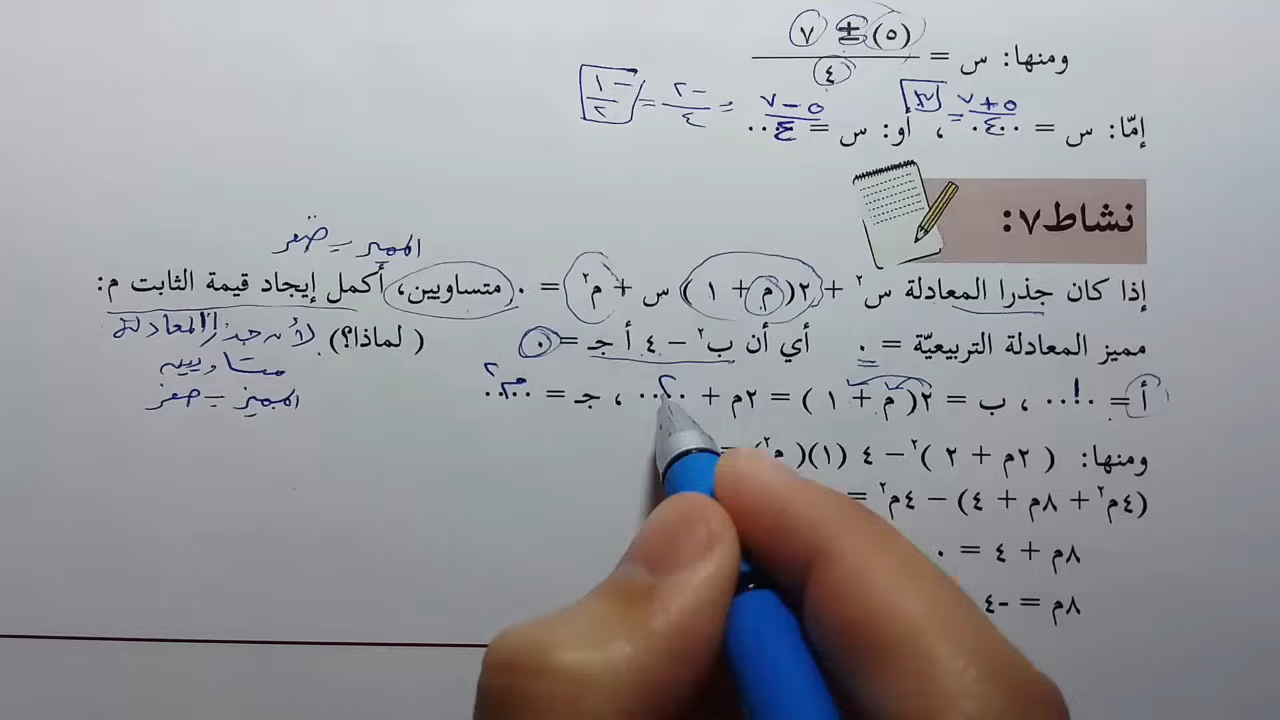 ومنها: س = (٥) ± ٧ / ٤
إمّا: س = ٥+٧ / ٤ = ٣ ، أو: س = ٥-٧ / ٤ = -٢ / ٤ = -١ / ٢
نشاط ٧:
المميز = صفر
إذا كان جذرا المعادلة س٢ + ٢(م + ١) س + م٢ = ٠ متساويين، أكمل إيجاد قيمة الثابت م:
مميز المعادلة التربيعيّة = ٠ أي أن ب٢ – ٤ أ جـ = ٠ ( لماذا؟) لأن جذرا المعادلة
متساويين
المميز = صفر
أ = ١ ، ب = ٢(م + ١) = ٢م + ٢ ، جـ = م٢
ومنها: ( ٢م + ٢ )٢ – ٤ (١)(م٢) =
(٤م٢ + ٨م + ٤) – ٤م٢ =
٨م + ٤ = ٠
٨م = -٤